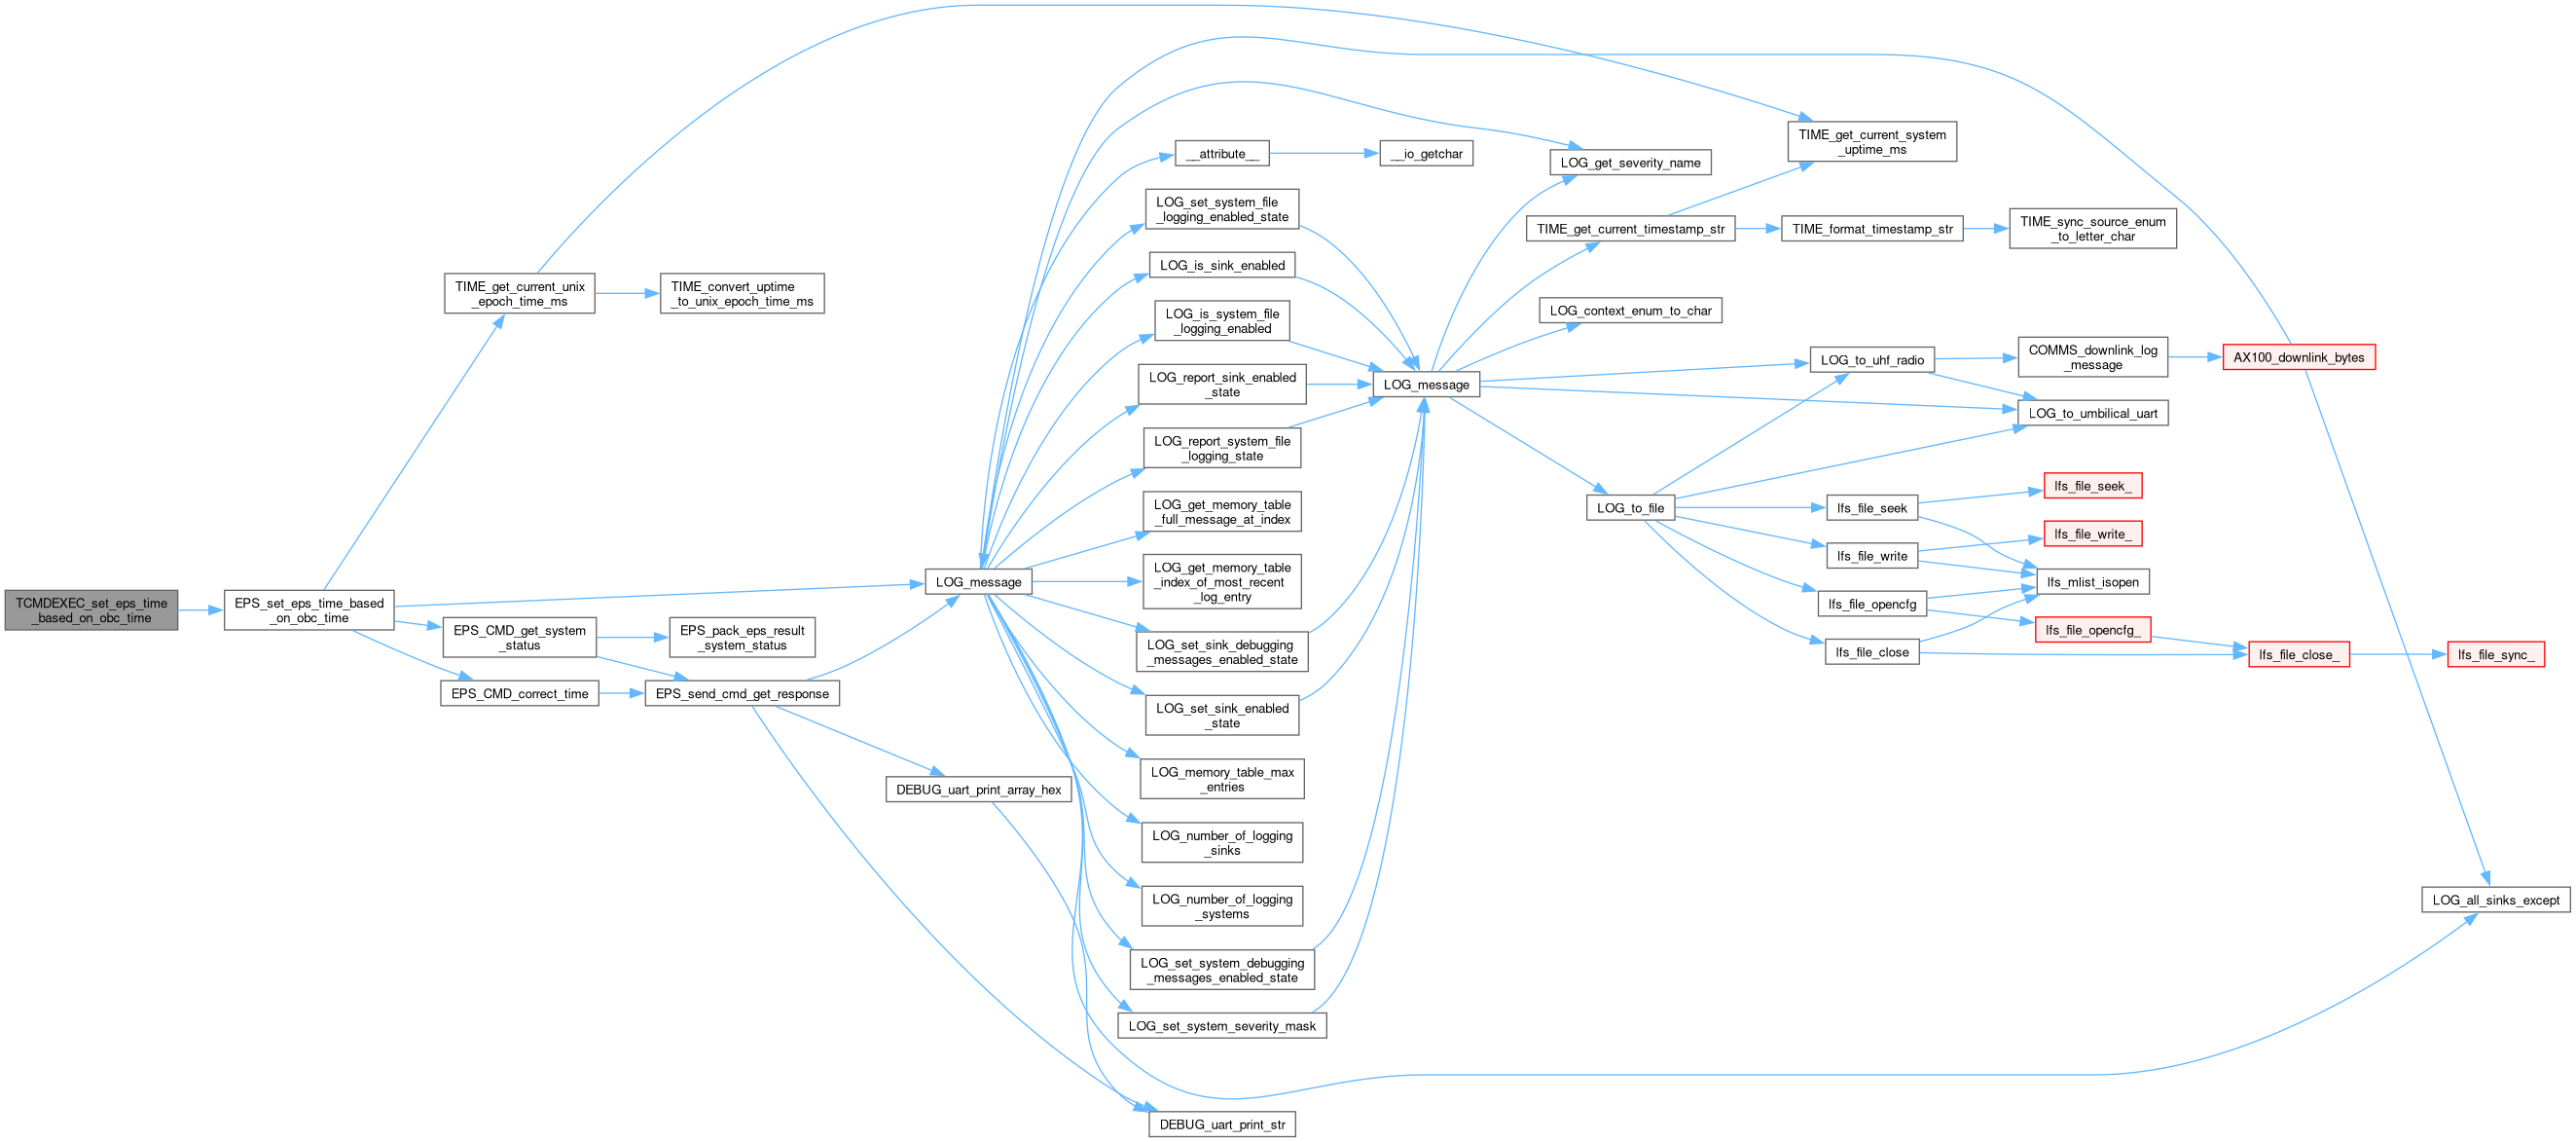 TCMDEXEC_set_eps_time
_based_on_obc_time
EPS_set_eps_time_based
_on_obc_time
TIME_get_current_unix
_epoch_time_ms
TIME_convert_uptime
_to_unix_epoch_time_ms
EPS_CMD_get_system
_status
EPS_pack_eps_result
_system_status
EPS_CMD_correct_time
EPS_send_cmd_get_response
DEBUG_uart_print_array_hex
LOG_message
__attribute__
__io_getchar
LOG_set_system_file
_logging_enabled_state
LOG_is_sink_enabled
LOG_is_system_file
_logging_enabled
LOG_report_sink_enabled
_state
LOG_report_system_file
_logging_state
LOG_get_memory_table
_full_message_at_index
LOG_get_memory_table
_index_of_most_recent
_log_entry
LOG_set_sink_debugging
_messages_enabled_state
LOG_set_sink_enabled
_state
LOG_memory_table_max
_entries
LOG_number_of_logging
_sinks
LOG_number_of_logging
_systems
LOG_set_system_debugging
_messages_enabled_state
LOG_set_system_severity_mask
DEBUG_uart_print_str
LOG_message
LOG_get_severity_name
TIME_get_current_timestamp_str
LOG_context_enum_to_char
LOG_to_file
TIME_get_current_system
_uptime_ms
TIME_format_timestamp_str
TIME_sync_source_enum
_to_letter_char
LOG_to_uhf_radio
COMMS_downlink_log
_message
AX100_downlink_bytes
LOG_to_umbilical_uart
lfs_file_seek
lfs_file_seek_
lfs_file_write
lfs_file_write_
lfs_mlist_isopen
lfs_file_opencfg
lfs_file_opencfg_
lfs_file_close
lfs_file_close_
lfs_file_sync_
LOG_all_sinks_except